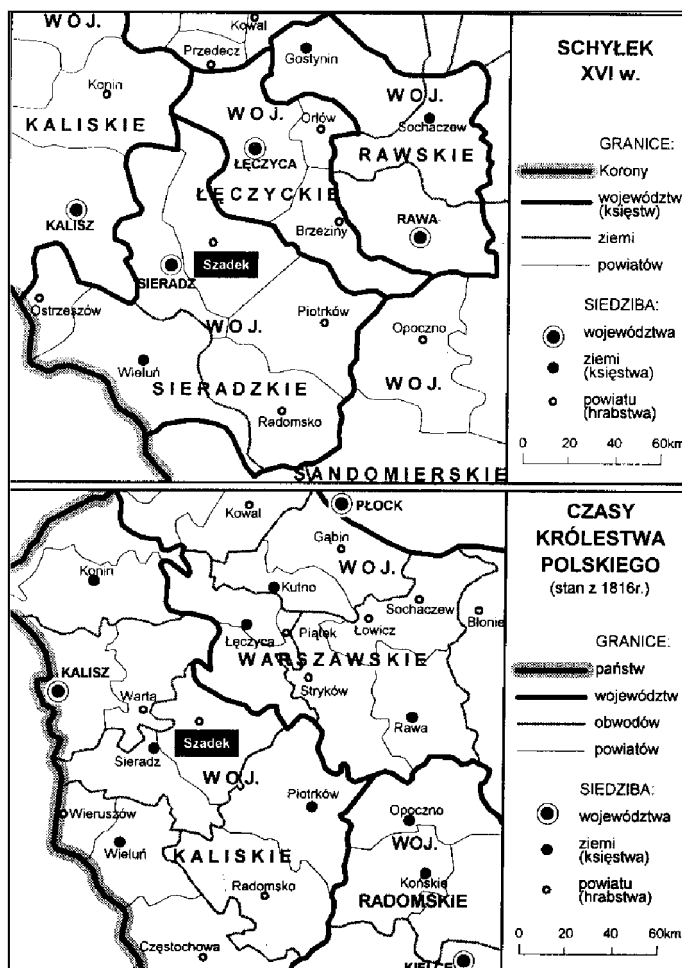 WOJ.
Kowal
Przedecz
Gostynin
Konin
WOJ.
WOJ.
Orłów
Sochaczew
KALISKIE
ŁĘCZYCA
RAWSKIE
ŁĘCZYCKIE
KALISZ
Brzeziny
RAWA
Szadek
SIERADZ
Ostrzeszów
WOJ.
Piotrków
Opoczno
Wieluń
WOJ.
SIERADZKIE
Radomsko
SANDOMIERSKIE
SCHYŁEK
XVI w.
GRANICE:
Korony
województw
(księstw)
ziemi
powiatów
SIEDZIBA:
województwa
ziemi
(księstwa)
powiatu
(hrabstwa)
0 20 40 60km
Kowal
PŁOCK
Gąbin
WOJ.
Konin
Kutno
Sochaczew
Błonie
Łęczyca
Piątek
Łowicz
WARSZAWSKIE
KALISZ
Stryków
Warta
Rawa
Szadek
Sieradz
WOJ.
Piotrków
Opoczno
Wieruszów
WOJ.
Wieluń
KALISKIE
Końskie
Radomsko
RADOMSKIE
Częstochowa
KIELCE
CZASY
KRÓLESTWA
POLSKIEGO
(stan z 1816r.)
GRANICE:
państw
województw
obwodów
powiatów
SIEDZIBA:
województwa
ziemi
(księstwa)
powiatu
(hrabstwa)
0 20 40 60km